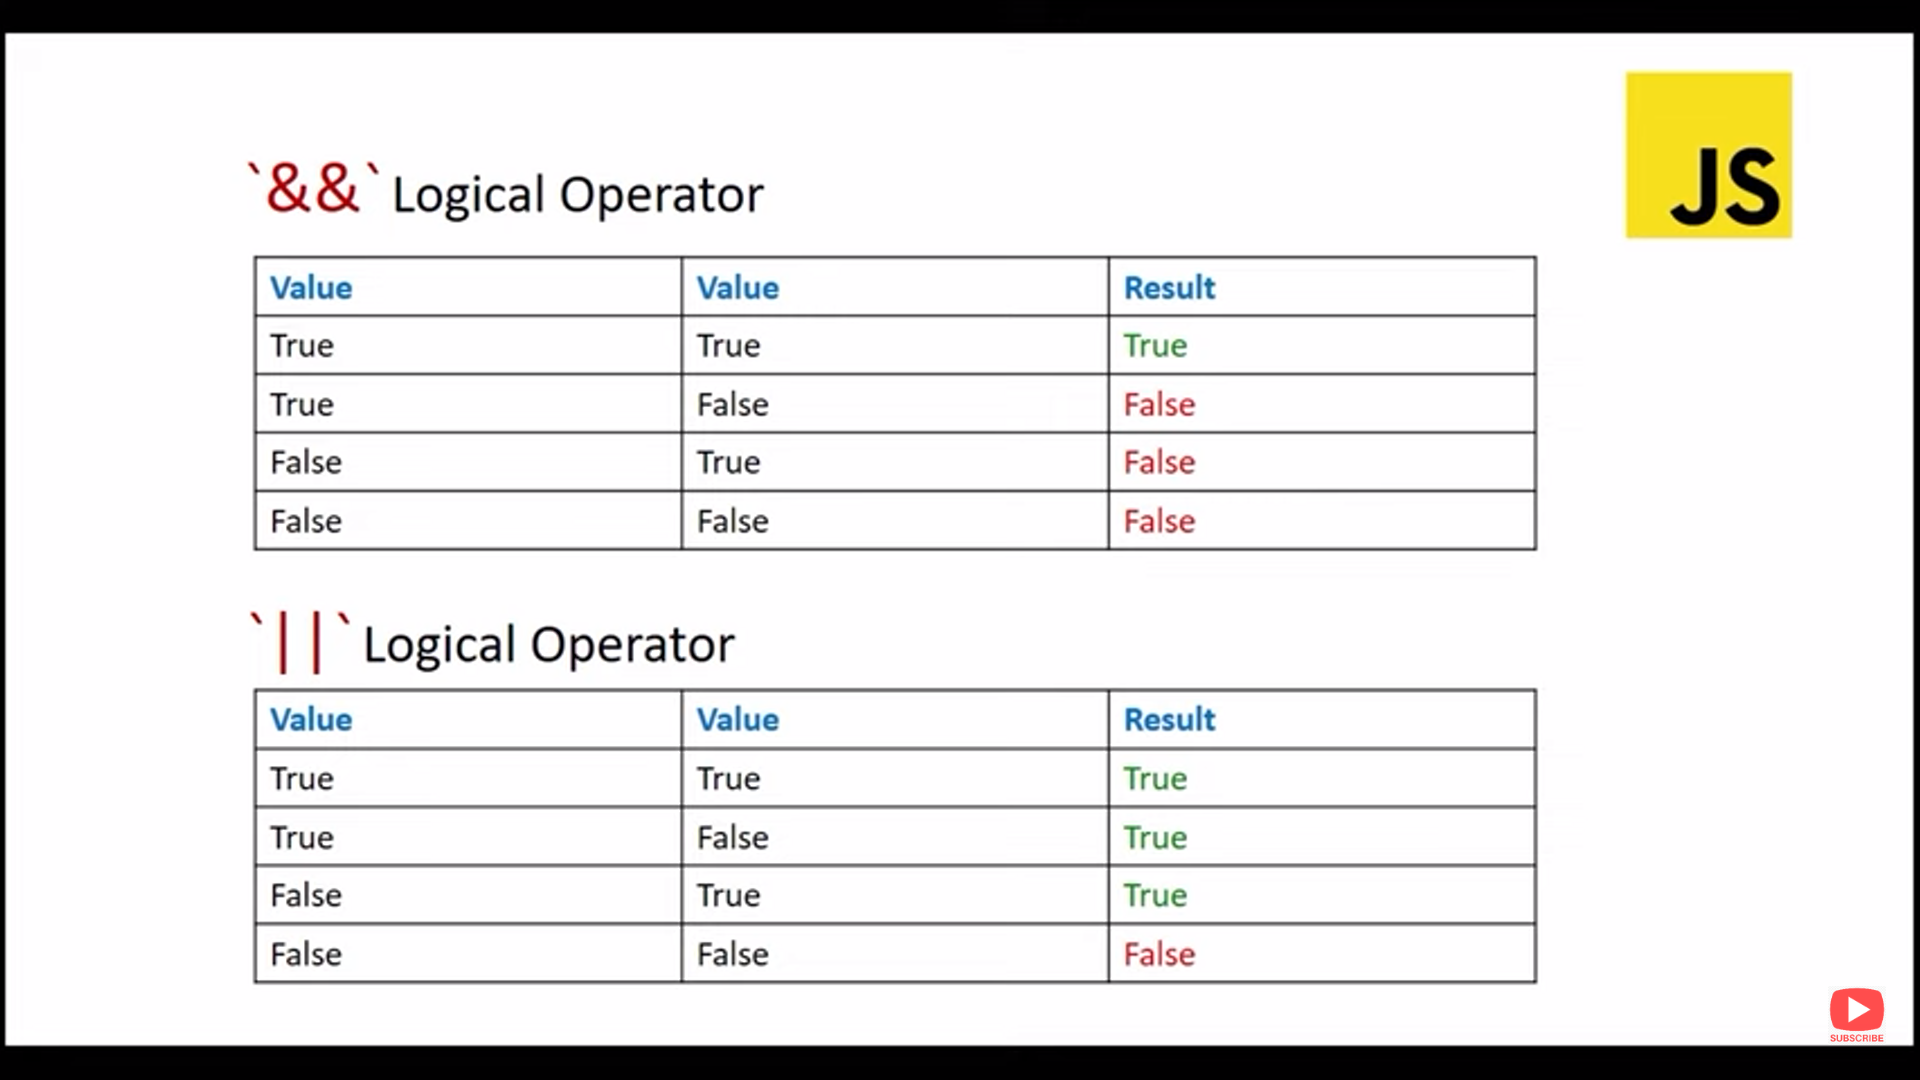 JS
`&&` Logical Operator
Value Value Result
True True True
True False False
False True False
False False False
`||` Logical Operator
Value Value Result
True True True
True False True
False True True
False False False
SUBSCRIBE